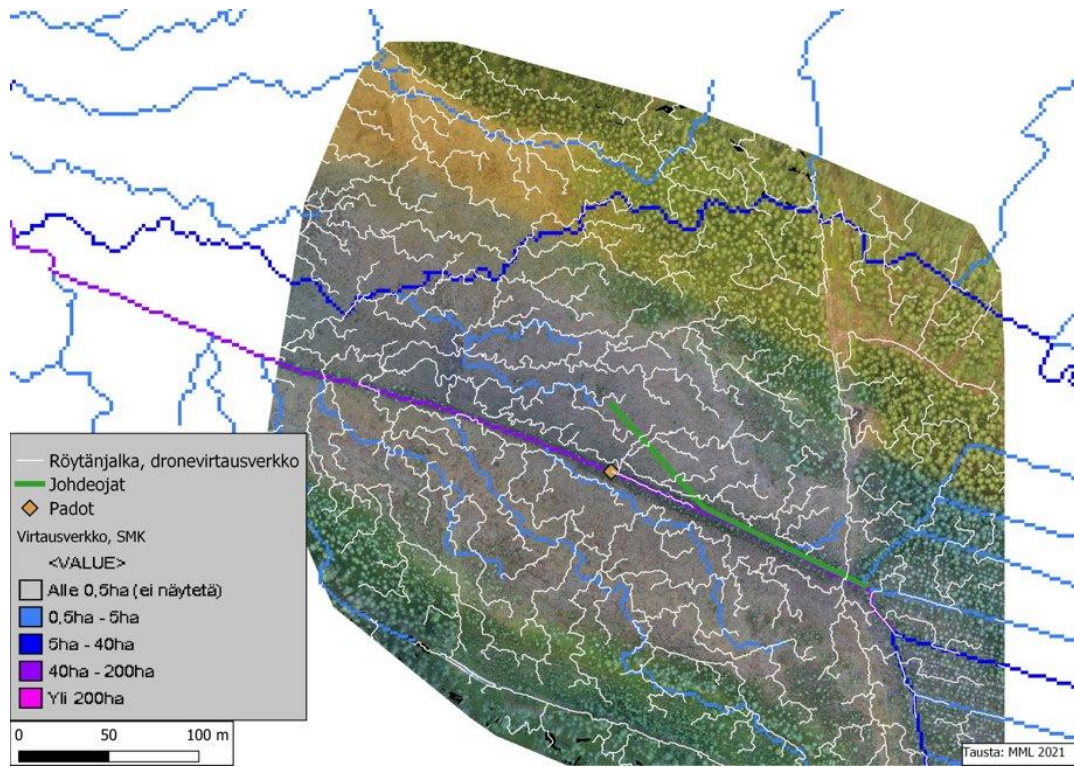 Röytänjalka, dronevirtausverkko
Johdeojat
Padot
Virtausverkko, SMK
<VALUE>
Alle 0,5ha (ei näytetä)
0,5ha - 5ha
5ha - 40ha
40ha - 200ha
Yli 200ha
0 50 100 m
Tausta: MML 2021